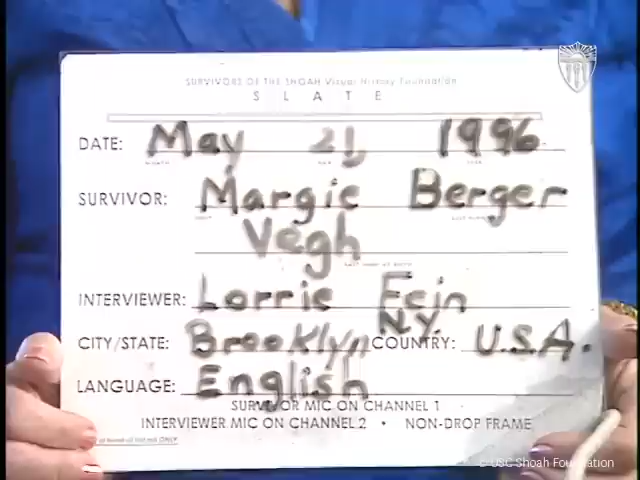 SURVIVORS OF THE SHOAH Visual History Foundation
SLATE
DATE: May 21 1996
SURVIVOR: Margie Berger
Vegh
INTERVIEWER: Lorrie Fein
N.Y.
CITY/STATE: Brooklyn COUNTRY: U.S.A.
LANGUAGE: English
SURVIVOR MIC ON CHANNEL 1
INTERVIEWER MIC ON CHANNEL 2 • NON-DROP FRAME
© USC Shoah Foundation